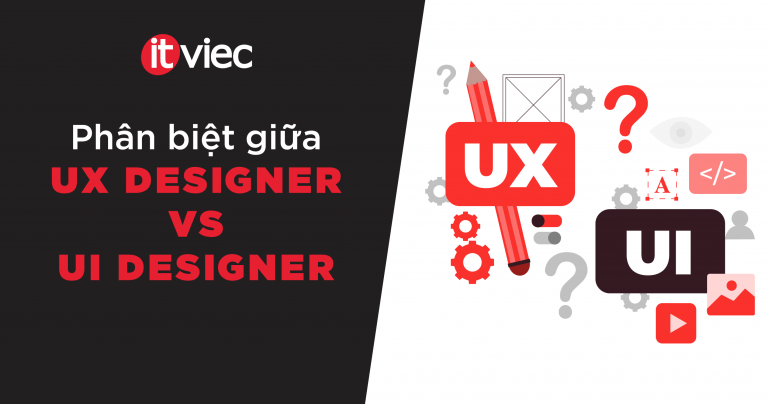 itviec
Phân biệt giữa
UX DESIGNER
VS
UI DESIGNER
?
UX
?
</>
A
UI
?